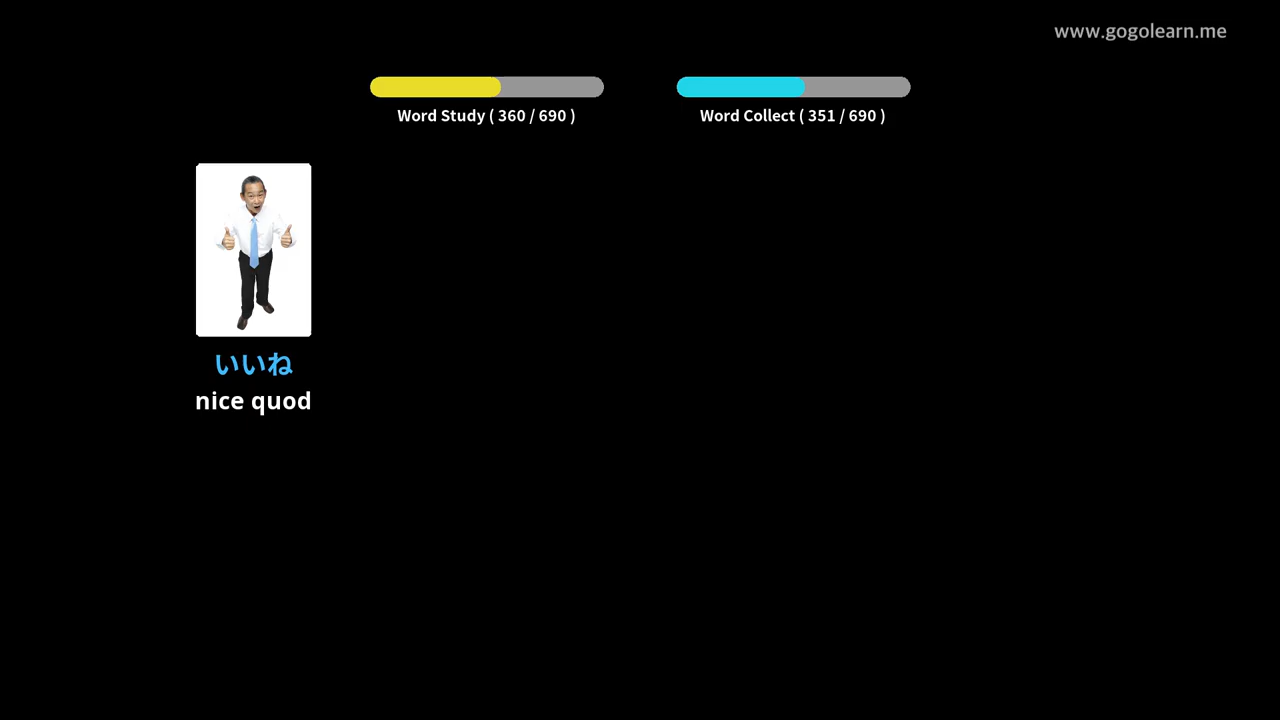 www.gogolearn.me
Word Study ( 360 / 690 )
Word Collect ( 351 / 690 )
いいね
nice quod